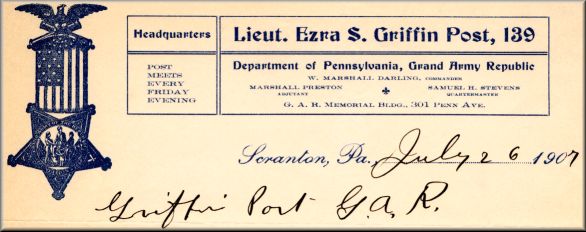 Headquarters
POST
MEETS
EVERY
FRIDAY
EVENING
Lieut. Ezra S. Griffin Post, 139
Department of Pennsylvania, Grand Army Republic
W. MARSHALL DARLING, COMMANDER
MARSHALL PRESTON SAMUEL H. STEVENS
ADJUTANT QUARTERMASTER
G. A. R. MEMORIAL BLDG., 301 PENN AVE.
Scranton, Pa., July 26 1907
Griffin Post G. A. R.